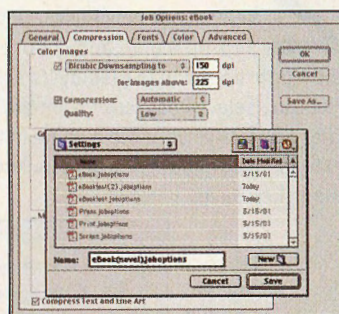 Job Options: eBook
General Compression Fonts Color Advanced
Color Images
Bicubic Downsampling to 150 dpi
for Images Above: 225 dpi
Compression: Automatic
Quality: Low
OK
Cancel
Save As...
Settings
Name Date Modified
eBook.joboptions 3/15/01
eBooktest(2).joboptions Today
eBooktest.joboptions Today
Press.joboptions 3/15/01
Print.joboptions 3/15/01
Screen.joboptions 3/15/01
Name: eBook(novel).joboptions
New
Cancel Save
Compress Text and Line Art